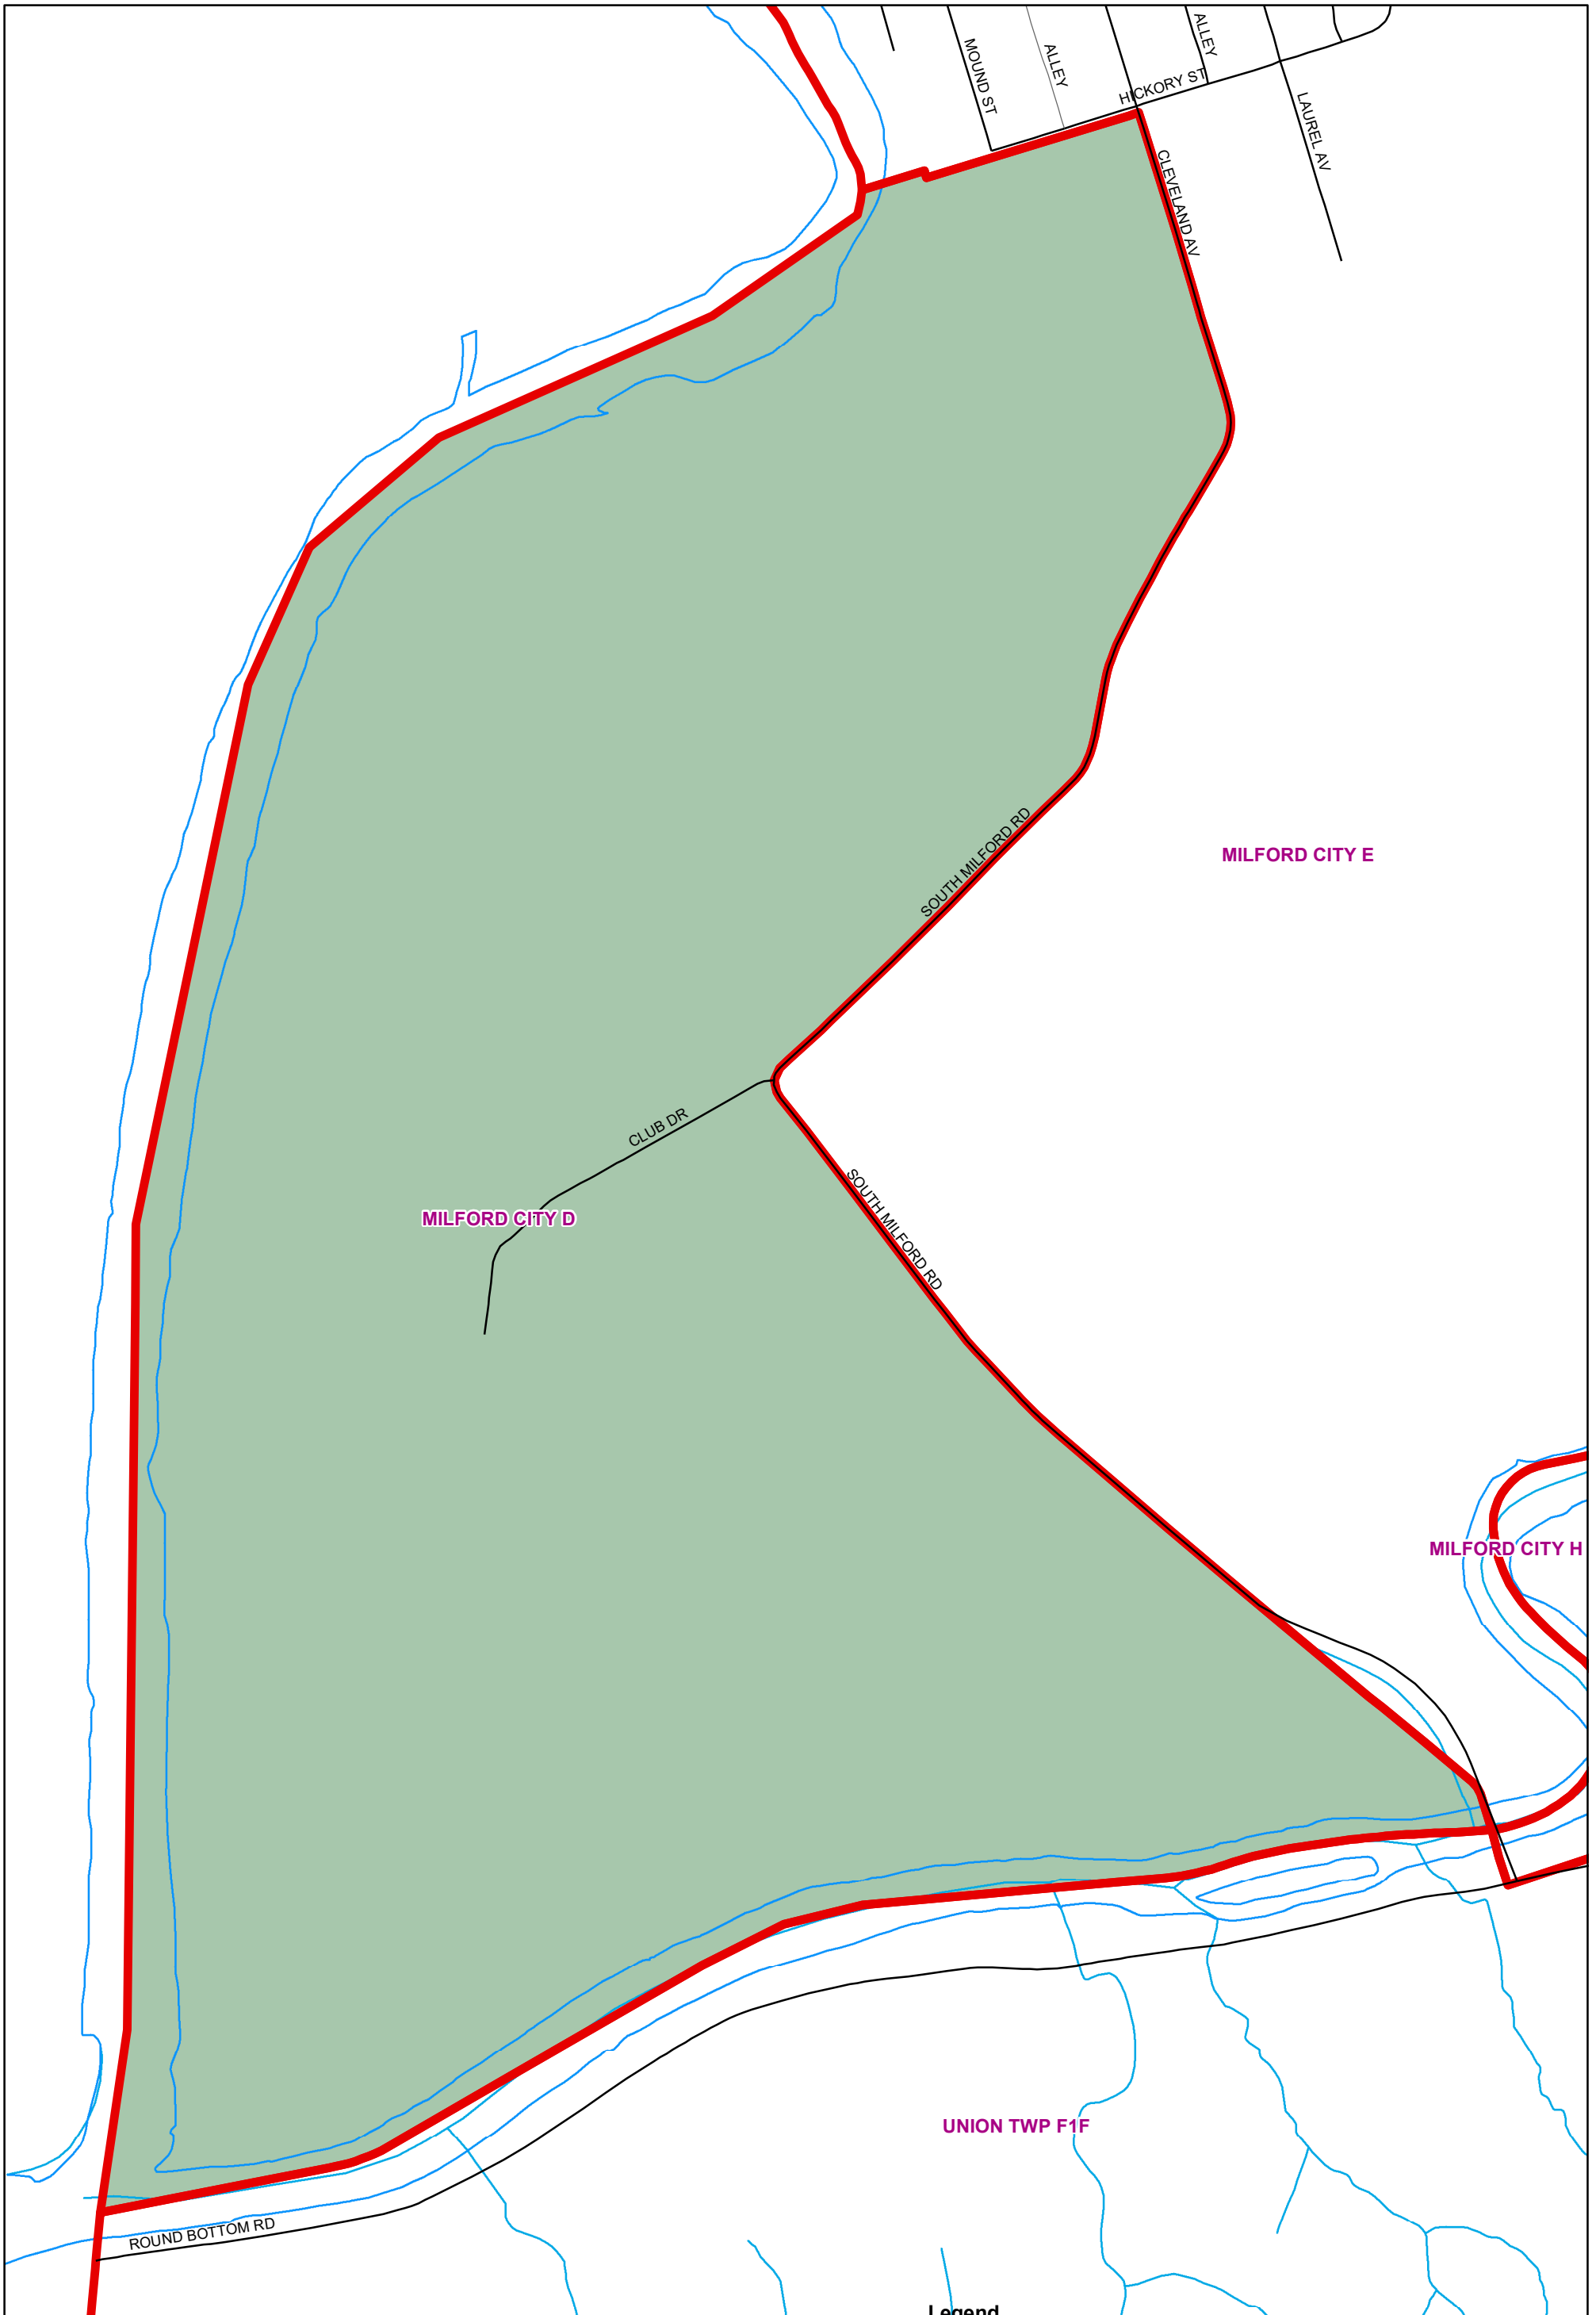 ALLEY
MOUND ST
ALLEY
HICKORY ST
LAUREL AV
CLEVELAND AV
SOUTH MILFORD RD
MILFORD CITY E
CLUB DR
MILFORD CITY D
SOUTH MILFORD RD
MILFORD CITY H
UNION TWP F1F
ROUND BOTTOM RD
Legend